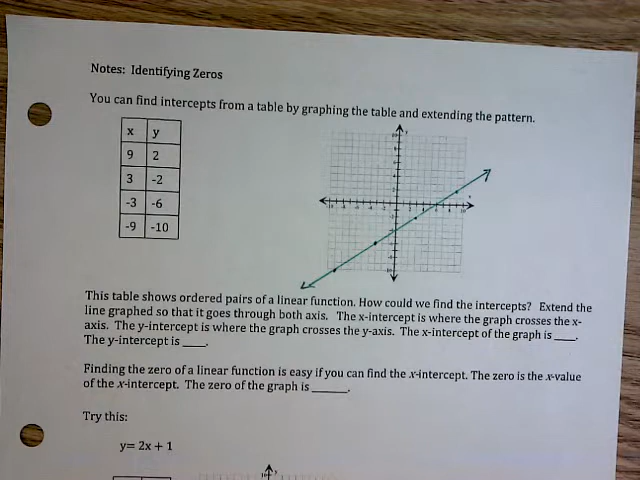 Notes: Identifying Zeros
You can find intercepts from a table by graphing the table and extending the pattern.
x y
9 2
3 -2
-3 -6
-9 -10
This table shows ordered pairs of a linear function. How could we find the intercepts? Extend the
line graphed so that it goes through both axis. The x-intercept is where the graph crosses the x-
axis. The y-intercept is where the graph crosses the y-axis. The x-intercept of the graph is ____.
The y-intercept is ____.
Finding the zero of a linear function is easy if you can find the x-intercept. The zero is the x-value
of the x-intercept. The zero of the graph is ______.
Try this:
y= 2x + 1